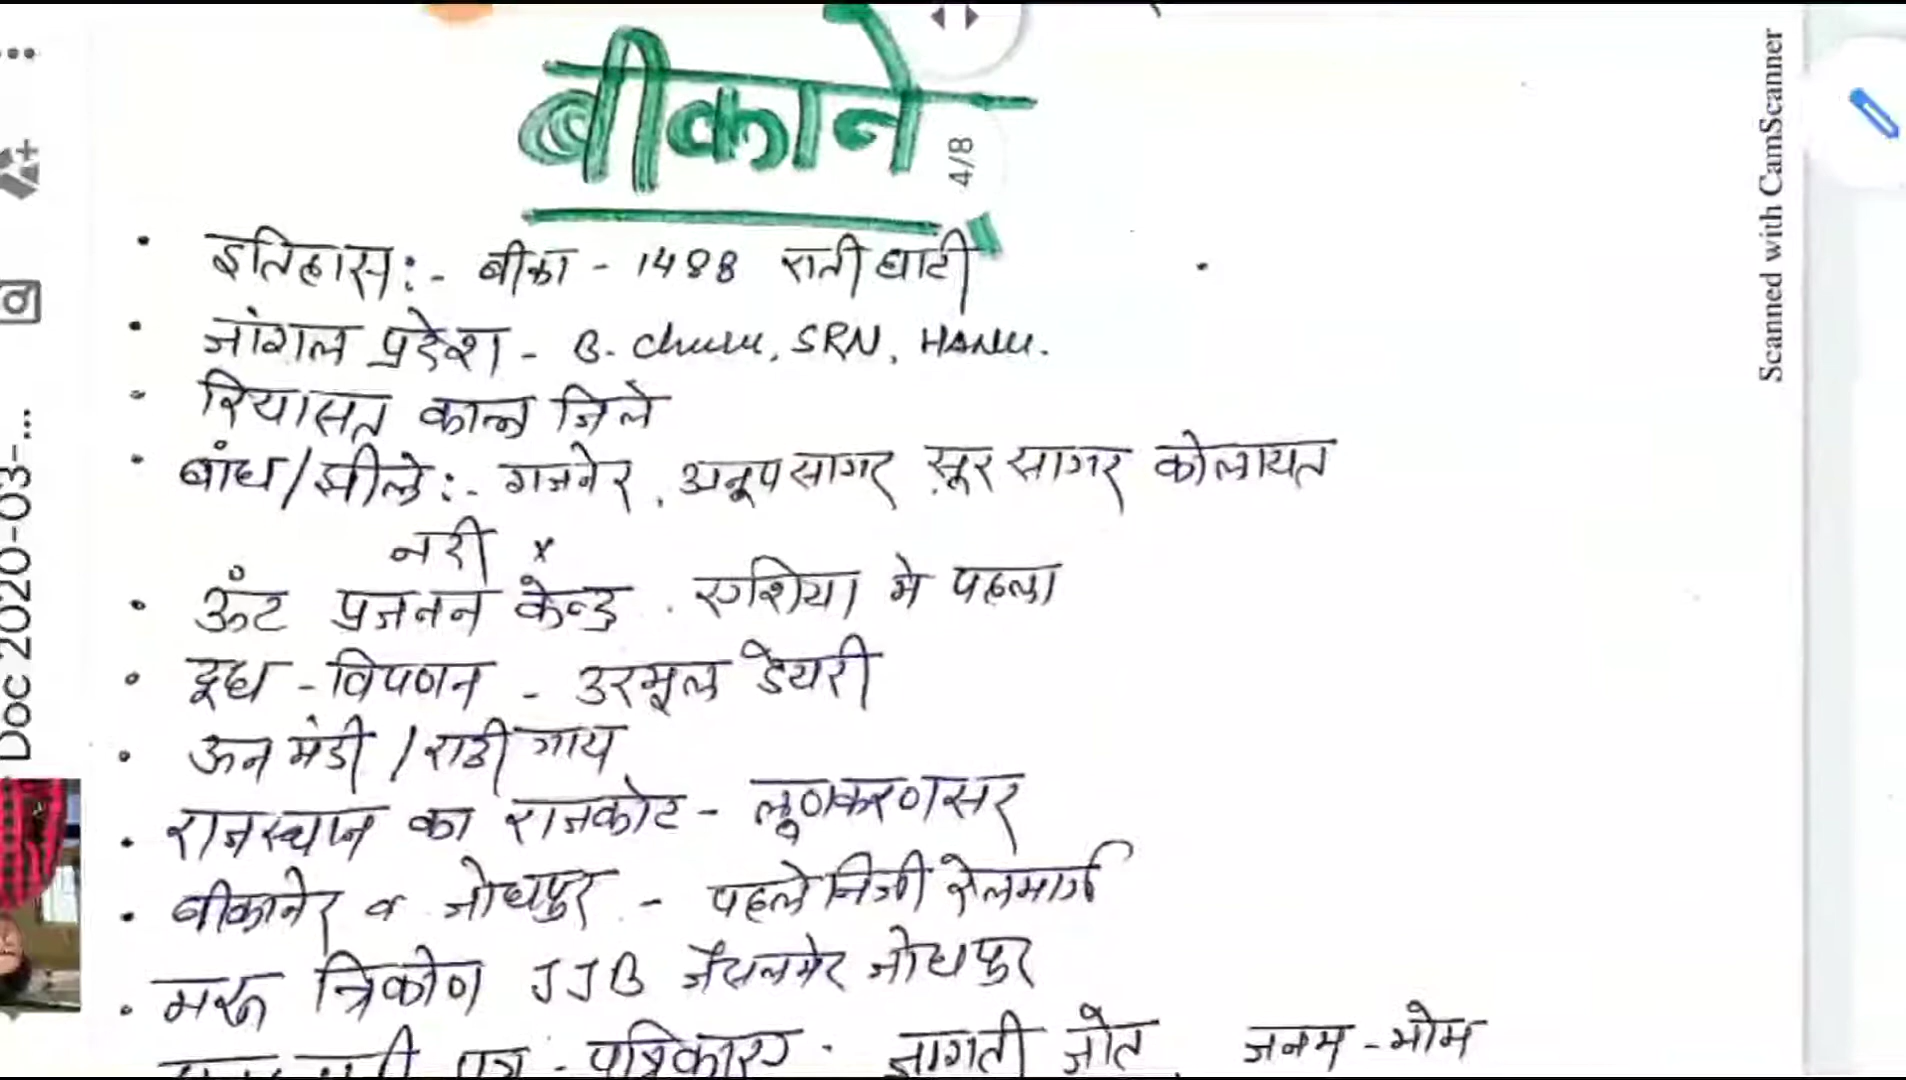 बीकाने
4/8
इतिहास:- बीका - 1488 राती घाटी
जांगल प्रदेश - B. churu, SRN, HANU.
रियासत काल जिले
बांध/झीले:- गजनेर, अनूपसागर सूरसागर कोलायत
नरी x
ऊँट प्रजनन केन्द्र . एशिया मे पहला
दूध - विपणन - उरमूल डेयरी
ऊन मंडी / राठी गाय
राजस्थान का राजकोट - लूणकरणसर
बीकानेर व जोधपुर - पहले निजी रेलमार्ग
मरू त्रिकोण JJB जैसलमेर जोधपुर
पत्र - पत्रिकाएं . जागती जोत, जनम - भोम
Scanned with CamScanner
Doc 2020-03-...